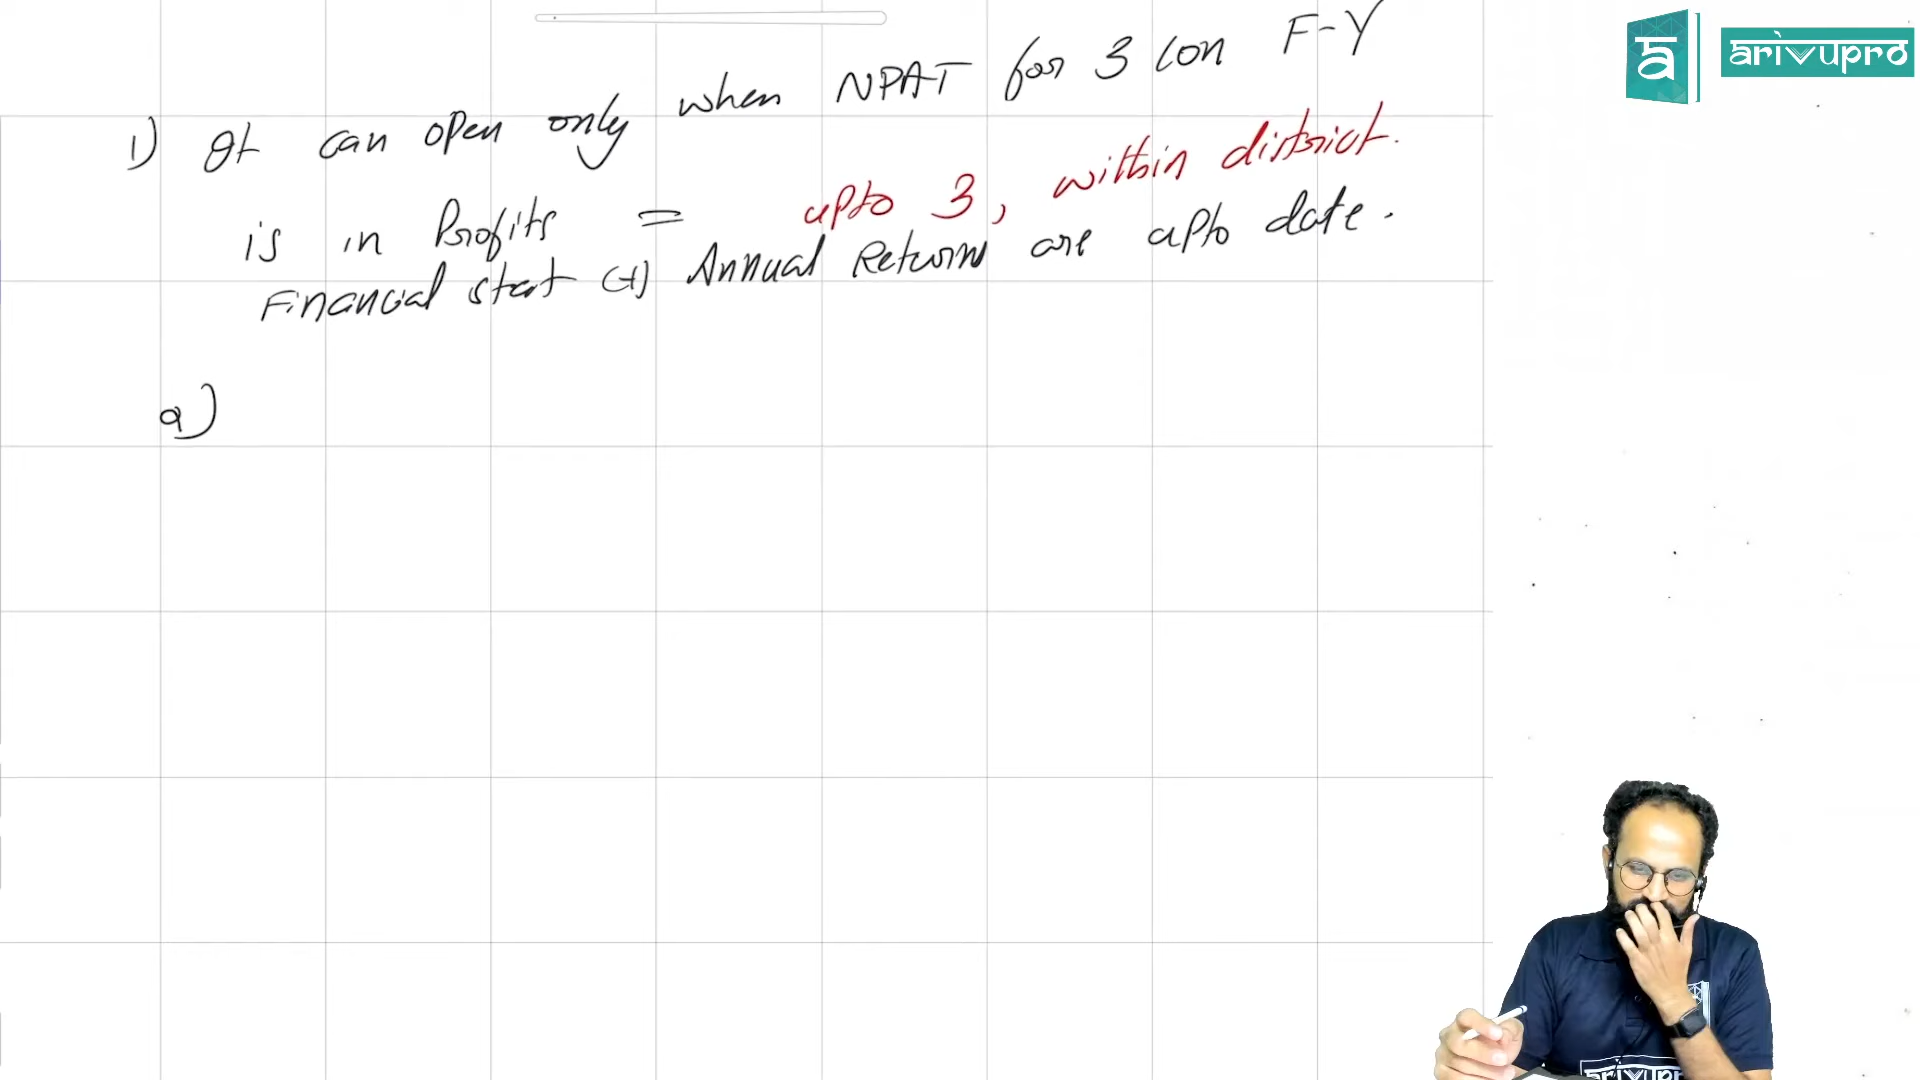 1) It can open only when NPAT for 3 con F-Y
is in Profits = upto 3, within district.
Financial stat (+) Annual Returns are upto date.
a)
arivupro
arivupro